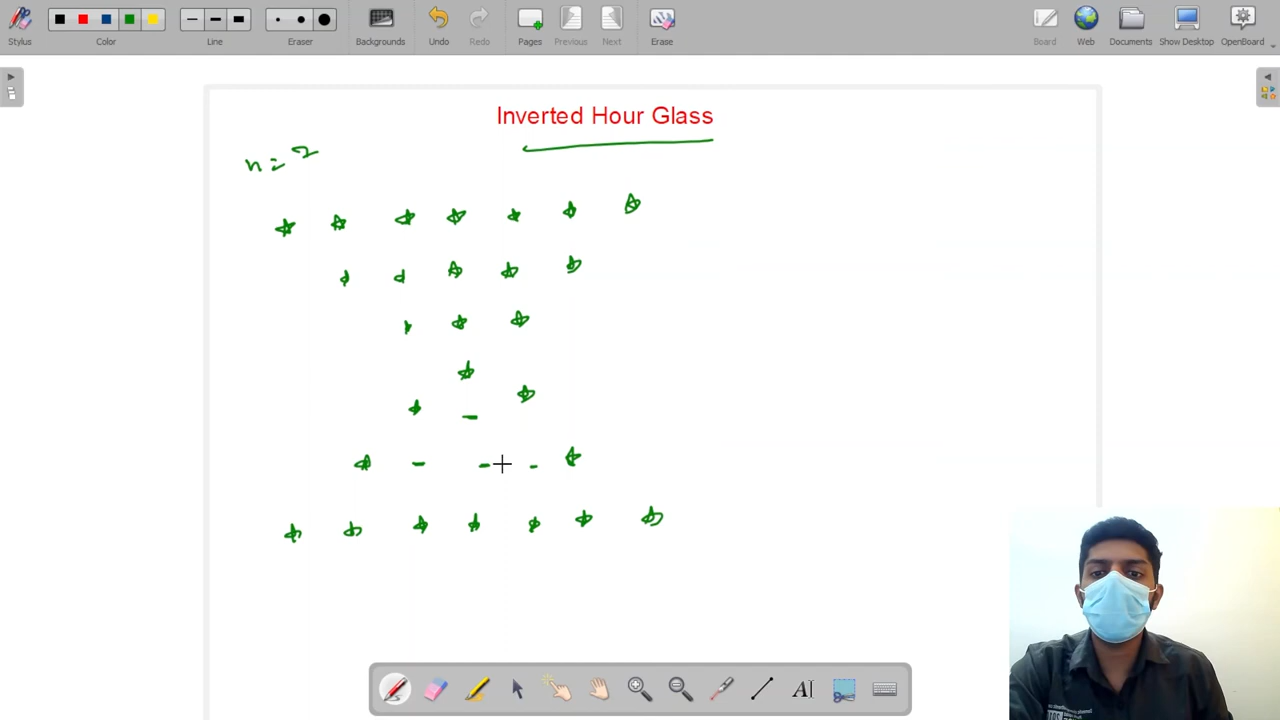 Stylus Color Line Eraser Backgrounds Undo Redo Pages Previous Next Erase Board Web Documents Show Desktop OpenBoard
Inverted Hour Glass
n = 7
* * * * * * *
* * * * *
* * *
*
* - *
* - - - *
* * * * * * *